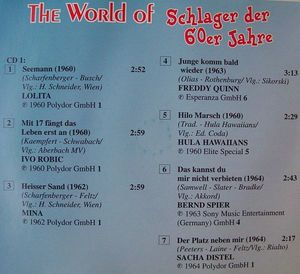 The World of Schlager der
60er Jahre
CD 1:
1 Seemann (1960) 2:52
(Scharfenberger - Busch/
Vlg.: H. Schneider, Wien)
LOLITA
℗ 1960 Polydor GmbH 1
2 Mit 17 fängt das
Leben erst an (1960) 2:59
(Kaempfert - Schwabach/
Vlg.: Aberbach MV)
IVO ROBIC
℗ 1960 Polydor GmbH 1
3 Heisser Sand (1962) 2:59
(Scharfenberger - Feltz/
Vlg.: H. Schneider, Wien)
MINA
℗ 1962 Polydor GmbH 1
4 Junge komm bald
wieder (1963) 3:13
(Olias - Rothenburg/ Vlg.: Sikorski)
FREDDY QUINN
℗ Esperanza GmbH 6
5 Hilo Marsch (1960) 2:29
(Trad. - Hula Hawaiians/
Vlg.: Ed. Coda)
HULA HAWAIIANS
℗ 1960 Elite Special 5
6 Das kannst du
mir nicht verbieten (1964) 2:43
(Samwell - Slater - Bradke/
Vlg.: Akkord)
BERND SPIER
℗ 1963 Sony Music Entertainment
(Germany) GmbH 4
7 Der Platz neben mir (1964) 2:17
(Peeters - Laine - Feltz/Vlg.: Rialto)
SACHA DISTEL
℗ 1964 Polydor GmbH 1